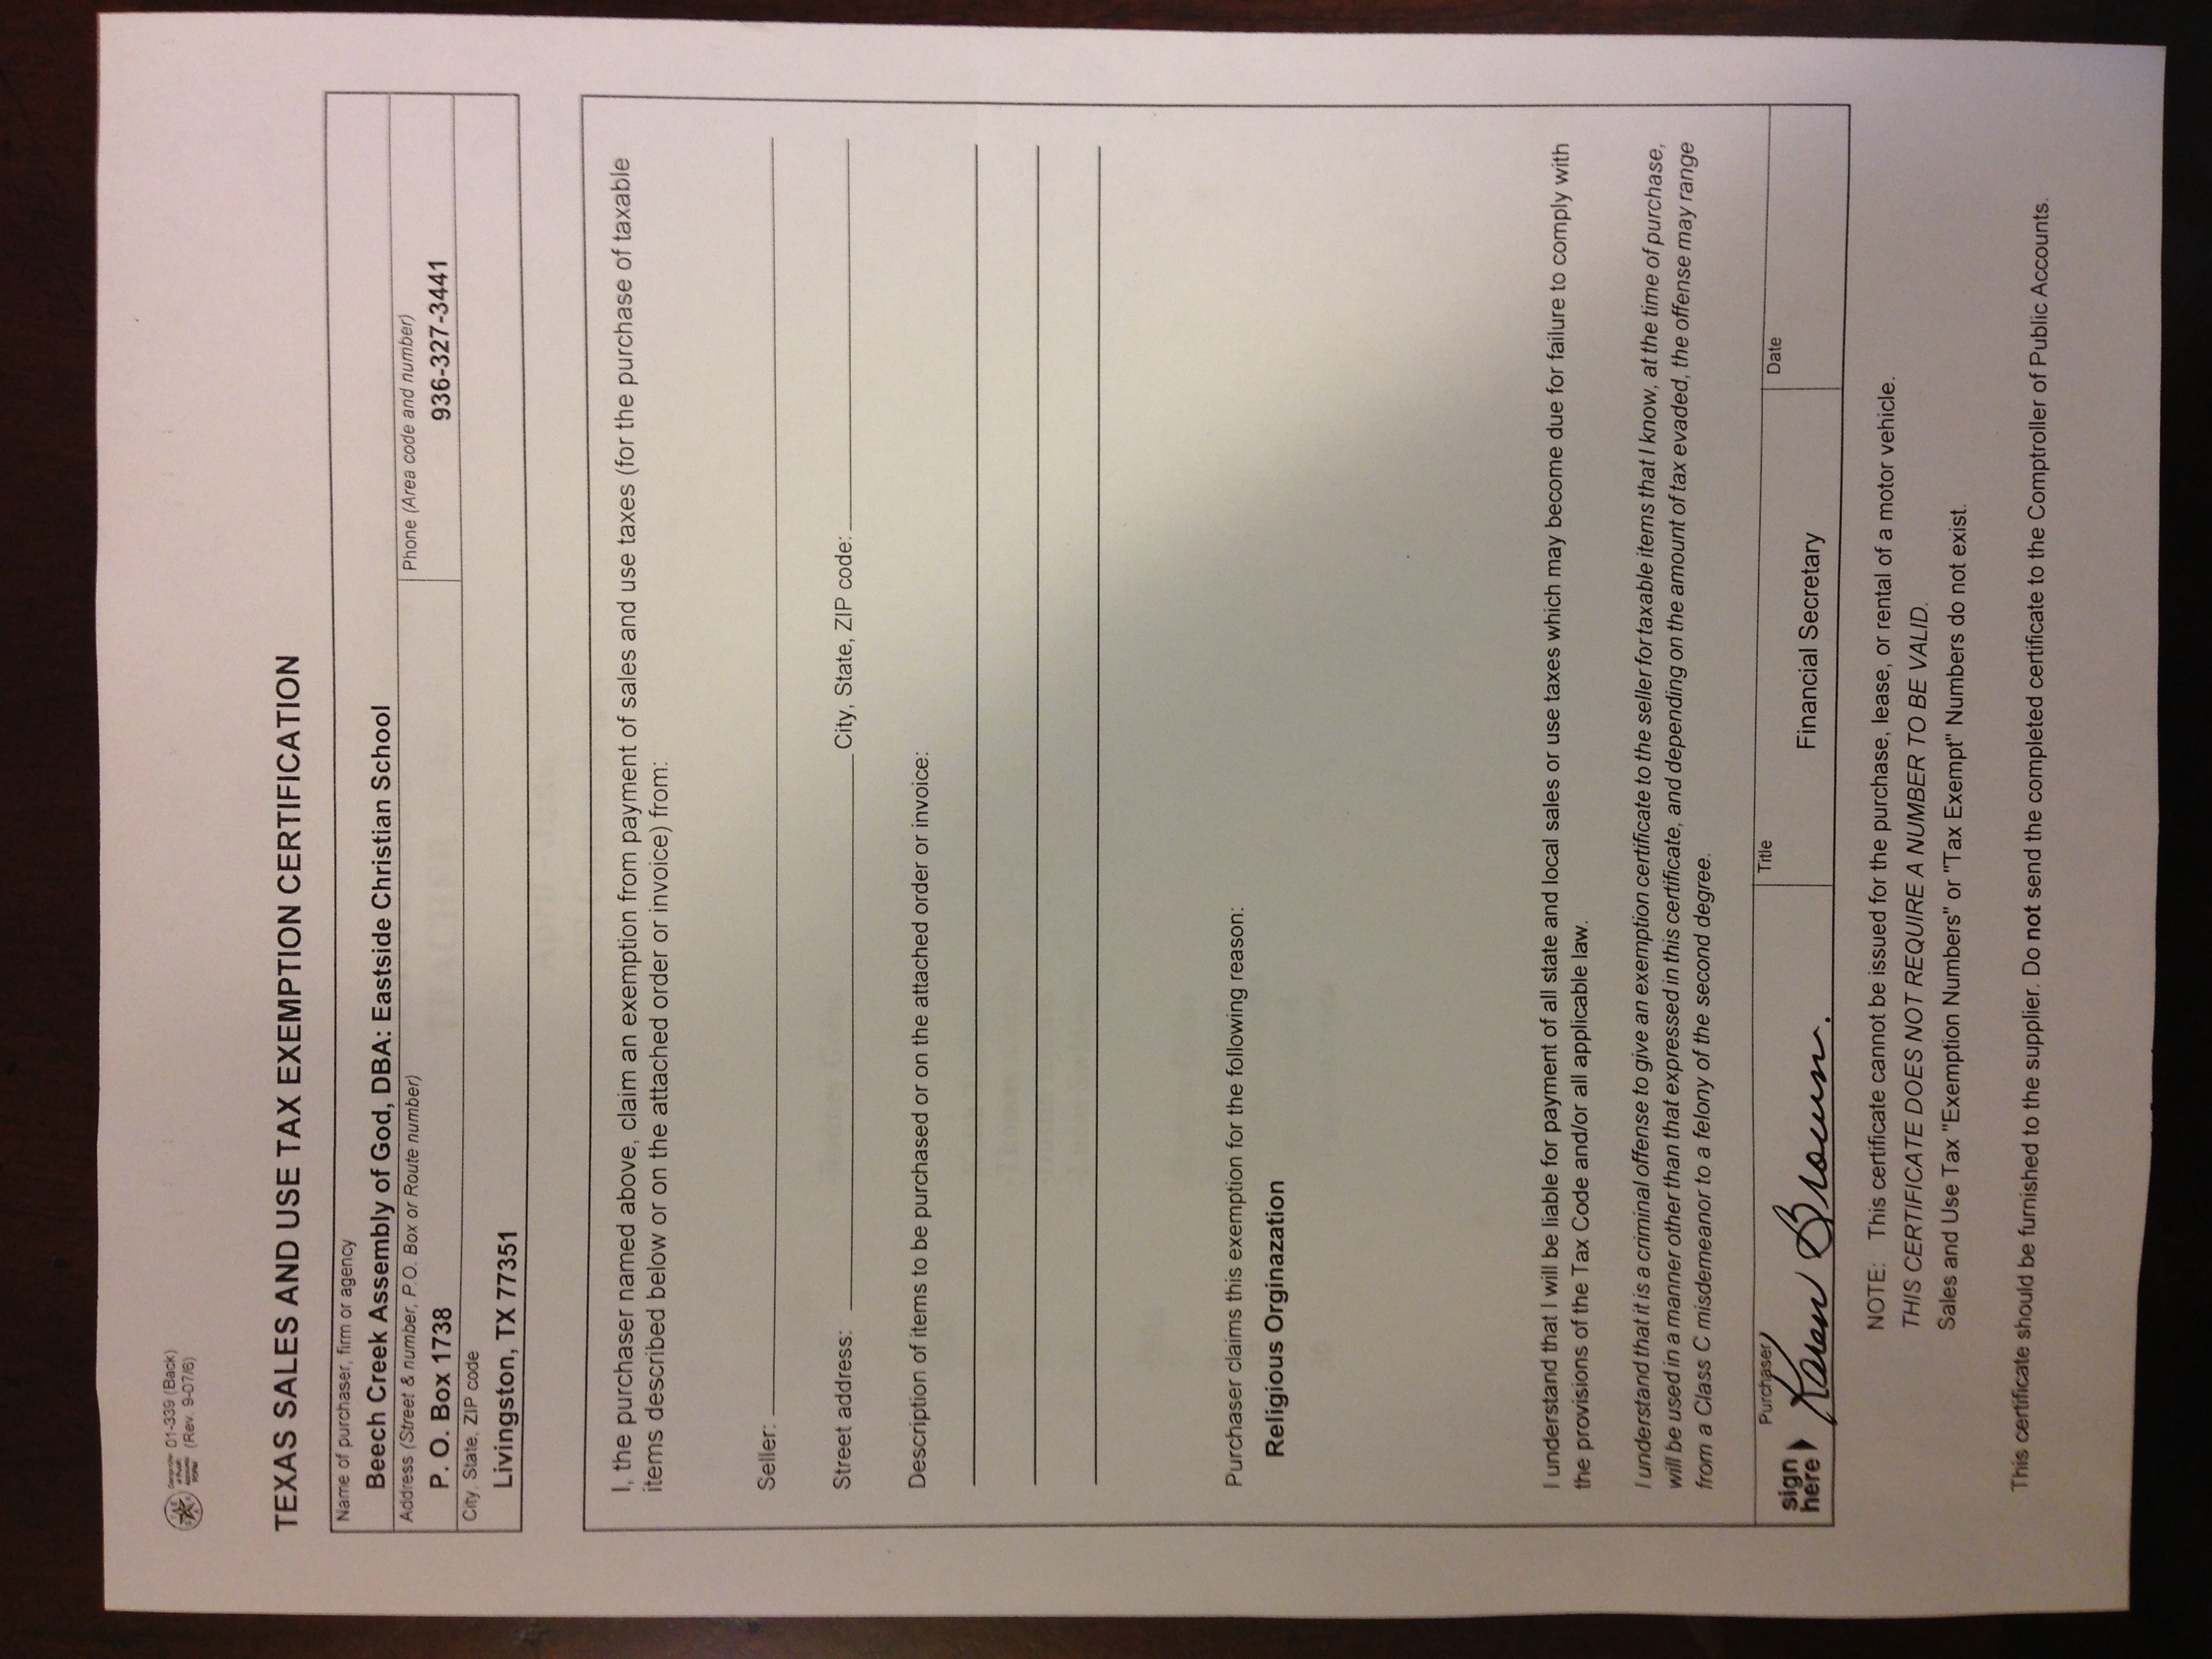 01-339 (Back)
(Rev. 9-07/6)
TEXAS SALES AND USE TAX EXEMPTION CERTIFICATION
Name of purchaser, firm or agency
Beech Creek Assembly of God, DBA: Eastside Christian School
Address (Street & number, P.O. Box or Route number)
Phone (Area code and number)
P. O. Box 1738
936-327-3441
City, State, ZIP code
Livingston, TX 77351
I, the purchaser named above, claim an exemption from payment of sales and use taxes (for the purchase of taxable
items described below or on the attached order or invoice) from:
Seller:
Street address: City, State, ZIP code:
Description of items to be purchased or on the attached order or invoice:
Purchaser claims this exemption for the following reason:
Religious Orginazation
I understand that I will be liable for payment of all state and local sales or use taxes which may become due for failure to comply with
the provisions of the Tax Code and/or all applicable law.
I understand that it is a criminal offense to give an exemption certificate to the seller for taxable items that I know, at the time of purchase,
will be used in a manner other than that expressed in this certificate, and depending on the amount of tax evaded, the offense may range
from a Class C misdemeanor to a felony of the second degree.
Purchaser
Title
Date
sign
here
Karen Brown.
Financial Secretary
NOTE: This certificate cannot be issued for the purchase, lease, or rental of a motor vehicle.
THIS CERTIFICATE DOES NOT REQUIRE A NUMBER TO BE VALID.
Sales and Use Tax "Exemption Numbers" or "Tax Exempt" Numbers do not exist.
This certificate should be furnished to the supplier. Do not send the completed certificate to the Comptroller of Public Accounts.